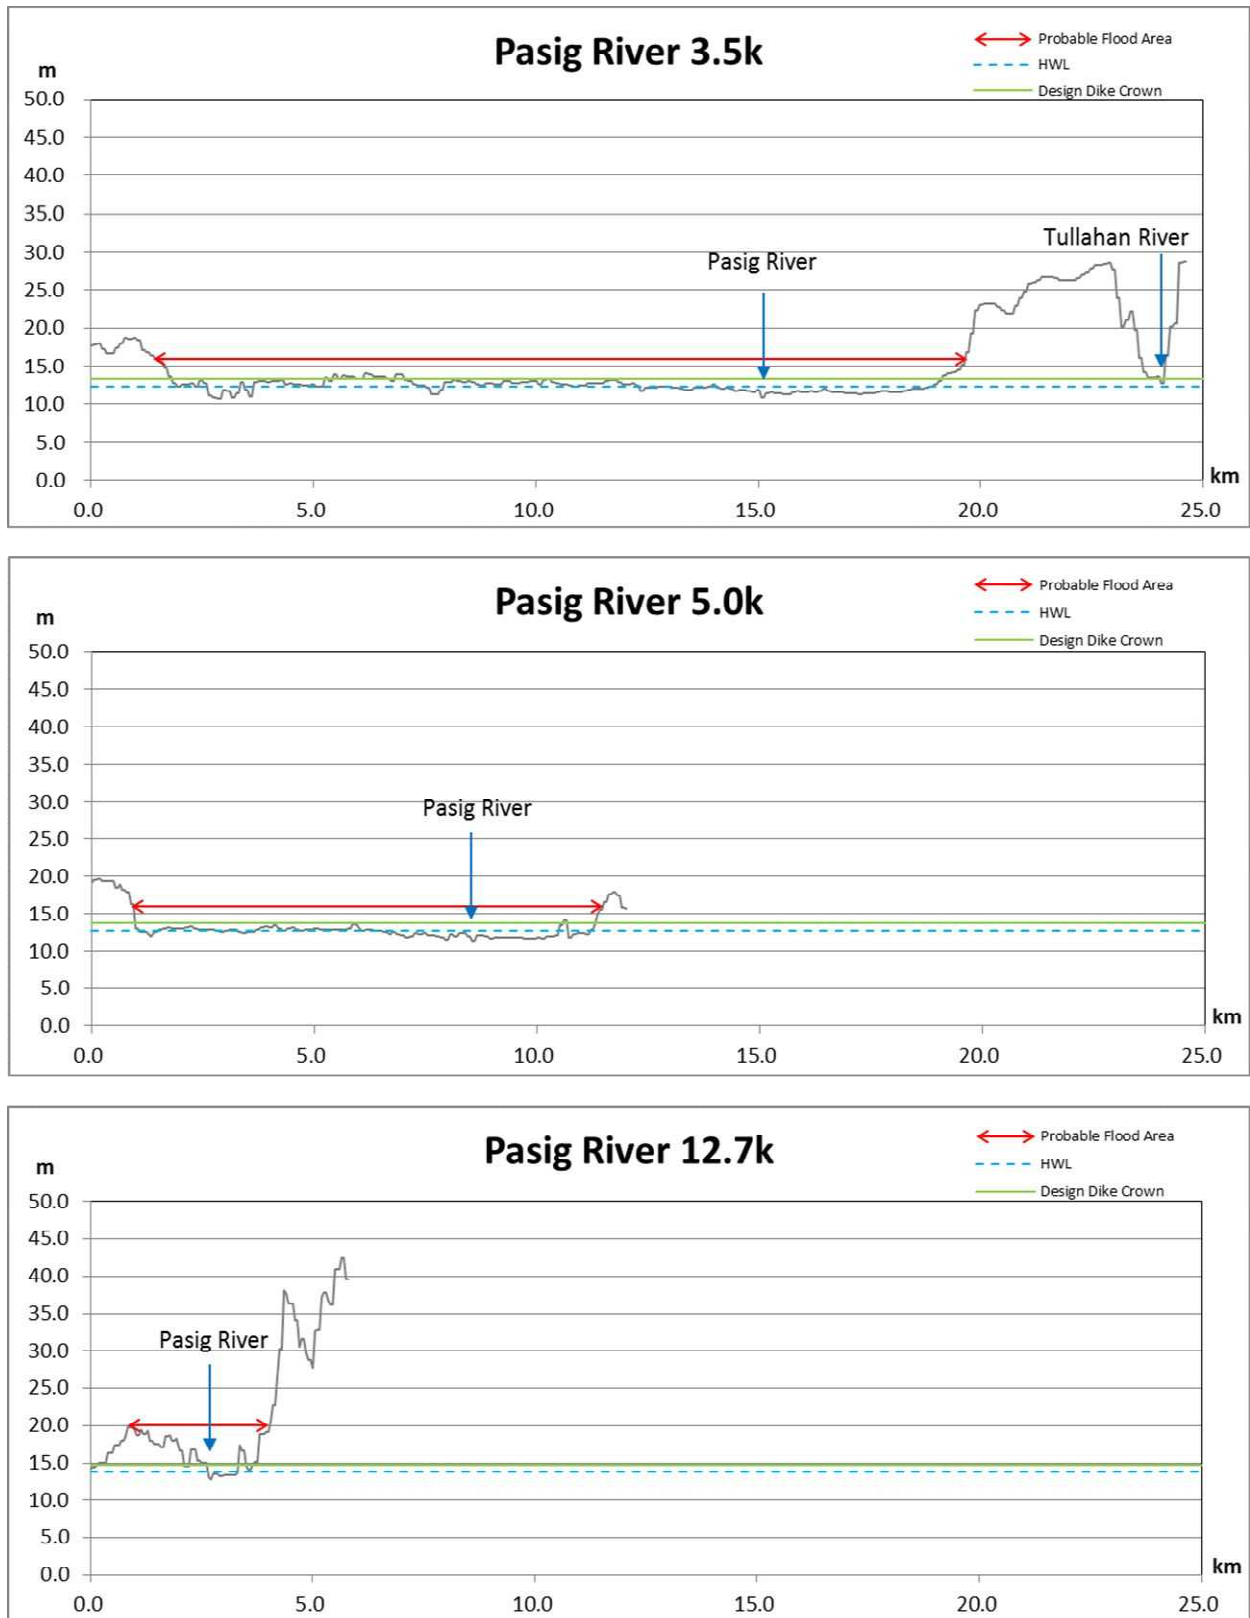 Pasig River 3.5k
Probable Flood Area
HWL
Design Dike Crown
m
50.0
45.0
40.0
35.0
30.0
25.0
20.0
15.0
10.0
5.0
0.0
Pasig River
Tullahan River
km
0.0 5.0 10.0 15.0 20.0 25.0
Pasig River 5.0k
Probable Flood Area
HWL
Design Dike Crown
m
50.0
45.0
40.0
35.0
30.0
25.0
20.0
15.0
10.0
5.0
0.0
Pasig River
km
0.0 5.0 10.0 15.0 20.0 25.0
Pasig River 12.7k
Probable Flood Area
HWL
Design Dike Crown
m
50.0
45.0
40.0
35.0
30.0
25.0
20.0
15.0
10.0
5.0
0.0
Pasig River
km
0.0 5.0 10.0 15.0 20.0 25.0